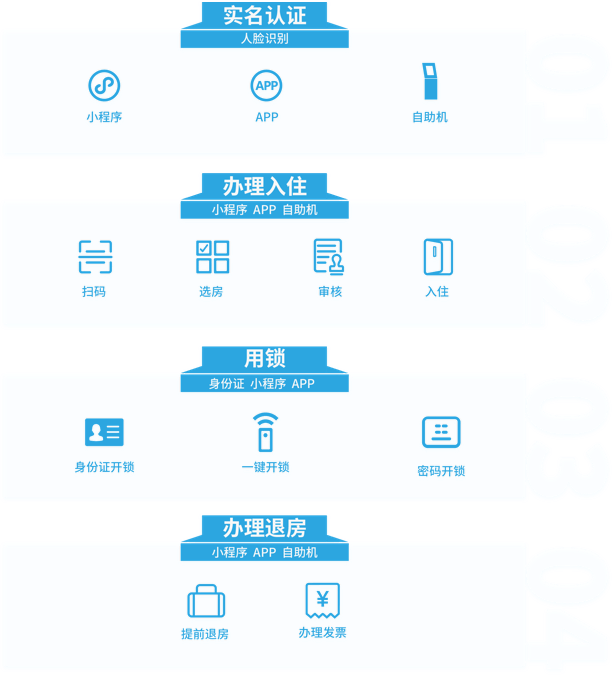 实名认证
人脸识别
APP
小程序 APP 自助机
01
办理入住
小程序 APP 自助机
扫码 选房 审核 入住
02
用锁
身份证 小程序 APP
身份证开锁 一键开锁 密码开锁
03
办理退房
小程序 APP 自助机
¥
提前退房 办理发票
04